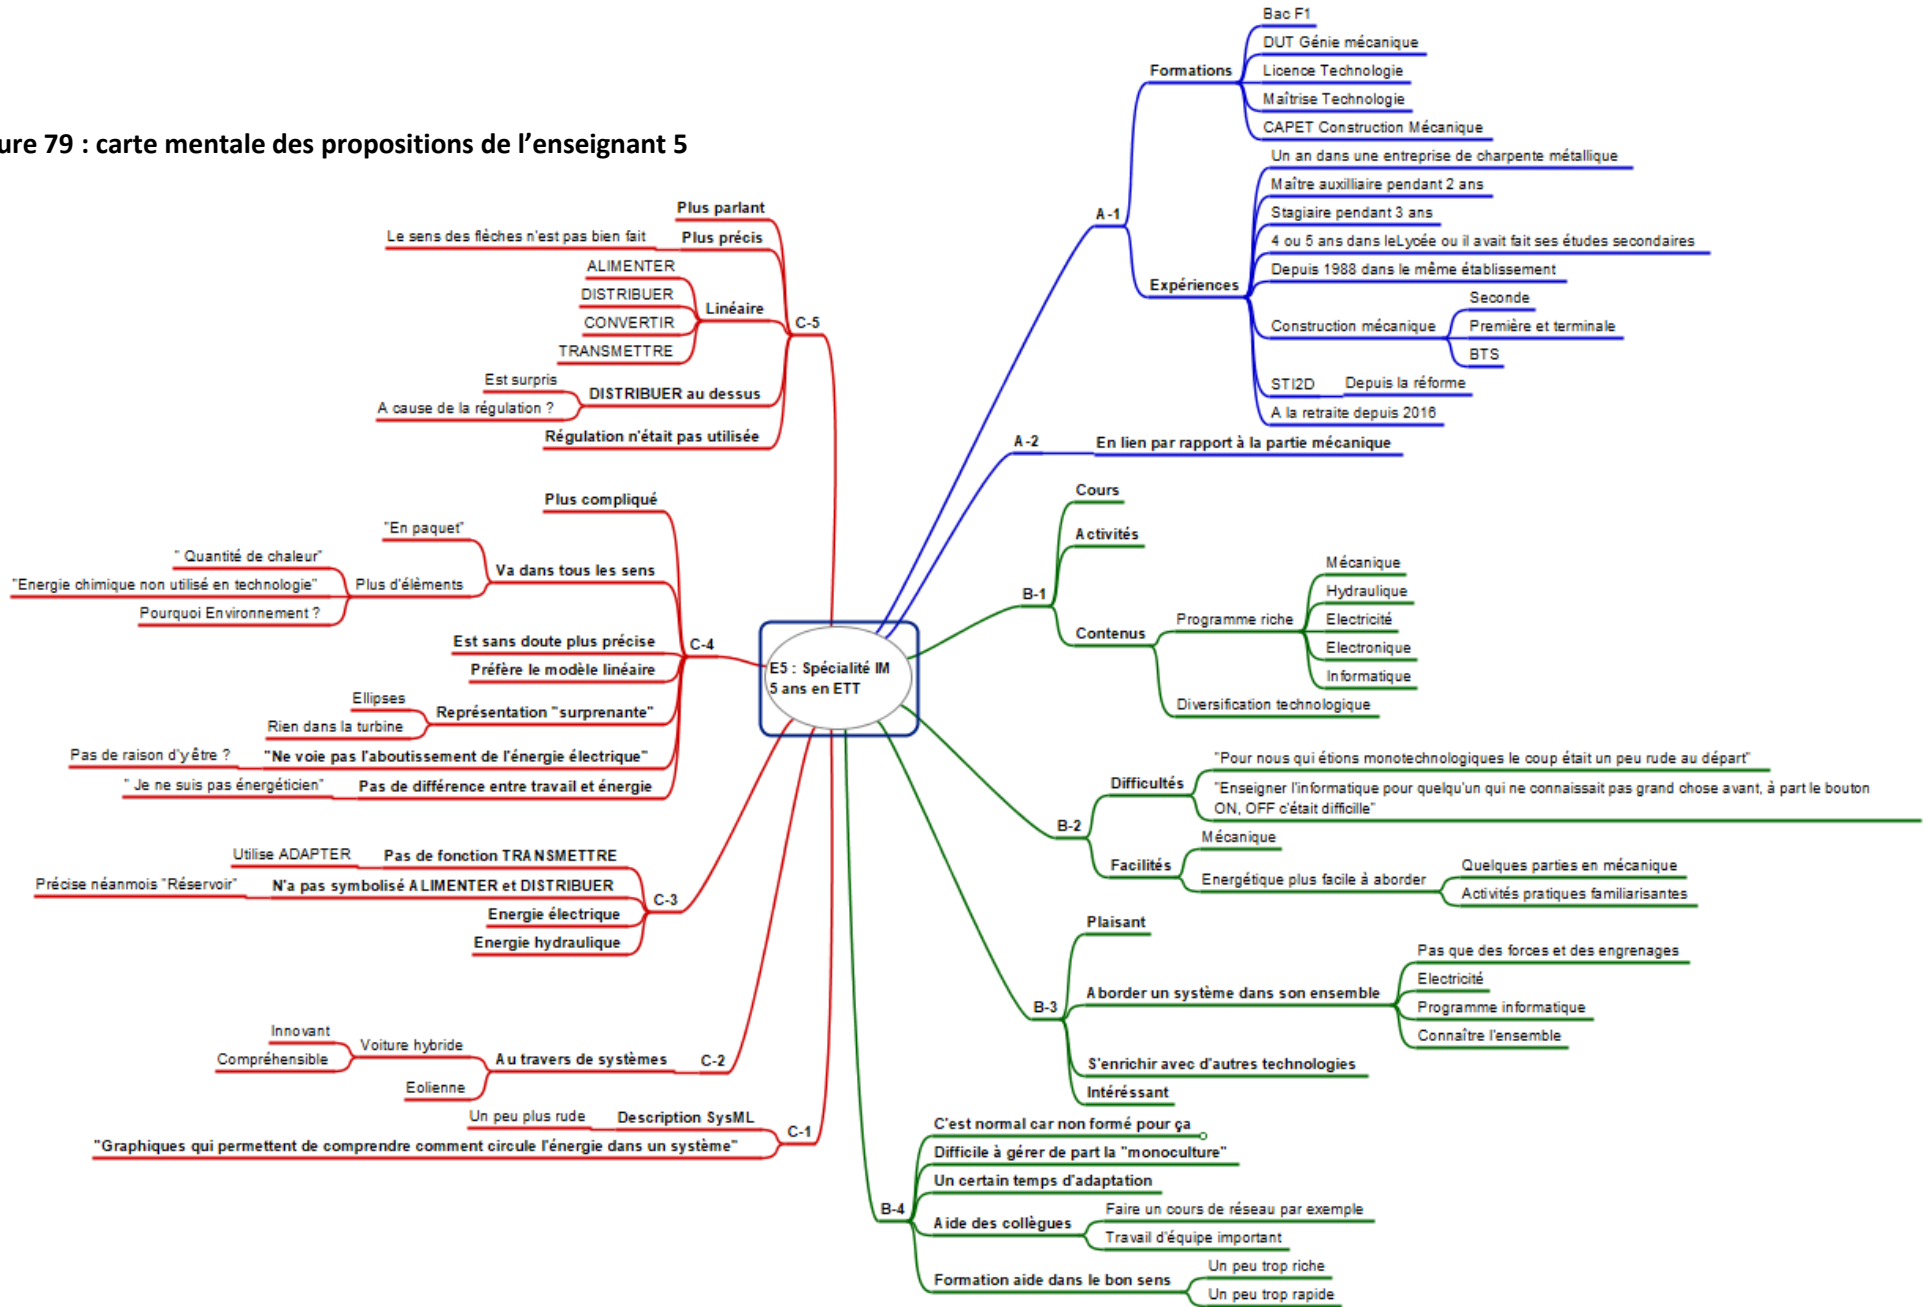 ure 79 : carte mentale des propositions de l'enseignant 5
E5 : Spécialité IM
5 ans en ETT
A-1
Formations
Bac F1
DUT Génie mécanique
Licence Technologie
Maîtrise Technologie
CAPET Construction Mécanique
Expériences
Un an dans une entreprise de charpente métallique
Maître auxilliaire pendant 2 ans
Stagiaire pendant 3 ans
4 ou 5 ans dans leLycée ou il avait fait ses études secondaires
Depuis 1988 dans le même établissement
Construction mécanique
Seconde
Première et terminale
BTS
STI2D
Depuis la réforme
A la retraite depuis 2016
A-2
En lien par rapport à la partie mécanique
B-1
Cours
Activités
Contenus
Programme riche
Mécanique
Hydraulique
Electricité
Electronique
Informatique
Diversification technologique
B-2
Difficultés
"Pour nous qui étions monotechnologiques le coup était un peu rude au départ"
"Enseigner l'informatique pour quelqu'un qui ne connaissait pas grand chose avant, à part le bouton
ON, OFF c'était difficille"
Facilités
Mécanique
Energétique plus facile à aborder
Quelques parties en mécanique
Activités pratiques familiarisantes
B-3
Plaisant
Aborder un système dans son ensemble
Pas que des forces et des engrenages
Electricité
Programme informatique
Connaître l'ensemble
S'enrichir avec d'autres technologies
Intéréssant
B-4
C'est normal car non formé pour ça
Difficile à gérer de part la "monoculture"
Un certain temps d'adaptation
Aide des collègues
Faire un cours de réseau par exemple
Travail d'équipe important
Formation aide dans le bon sens
Un peu trop riche
Un peu trop rapide
C-5
Plus parlant
Plus précis
Le sens des flèches n'est pas bien fait
Linéaire
ALIMENTER
DISTRIBUER
CONVERTIR
TRANSMETTRE
DISTRIBUER au dessus
Est surpris
A cause de la régulation ?
Régulation n'était pas utilisée
C-4
Plus compliqué
Va dans tous les sens
"En paquet"
Plus d'élèments
" Quantité de chaleur"
"Energie chimique non utilisé en technologie"
Pourquoi Environnement ?
Est sans doute plus précise
Préfère le modèle linéaire
Représentation "surprenante"
Ellipses
Rien dans la turbine
"Ne voie pas l'aboutissement de l'énergie électrique"
Pas de raison d'y être ?
Pas de différence entre travail et énergie
" Je ne suis pas énergéticien"
C-3
Pas de fonction TRANSMETTRE
Utilise ADAPTER
N'a pas symbolisé ALIMENTER et DISTRIBUER
Précise néanmois "Réservoir"
Energie électrique
Energie hydraulique
C-2
Au travers de systèmes
Voiture hybride
Innovant
Compréhensible
Eolienne
C-1
Description SysML
Un peu plus rude
"Graphiques qui permettent de comprendre comment circule l'énergie dans un système"